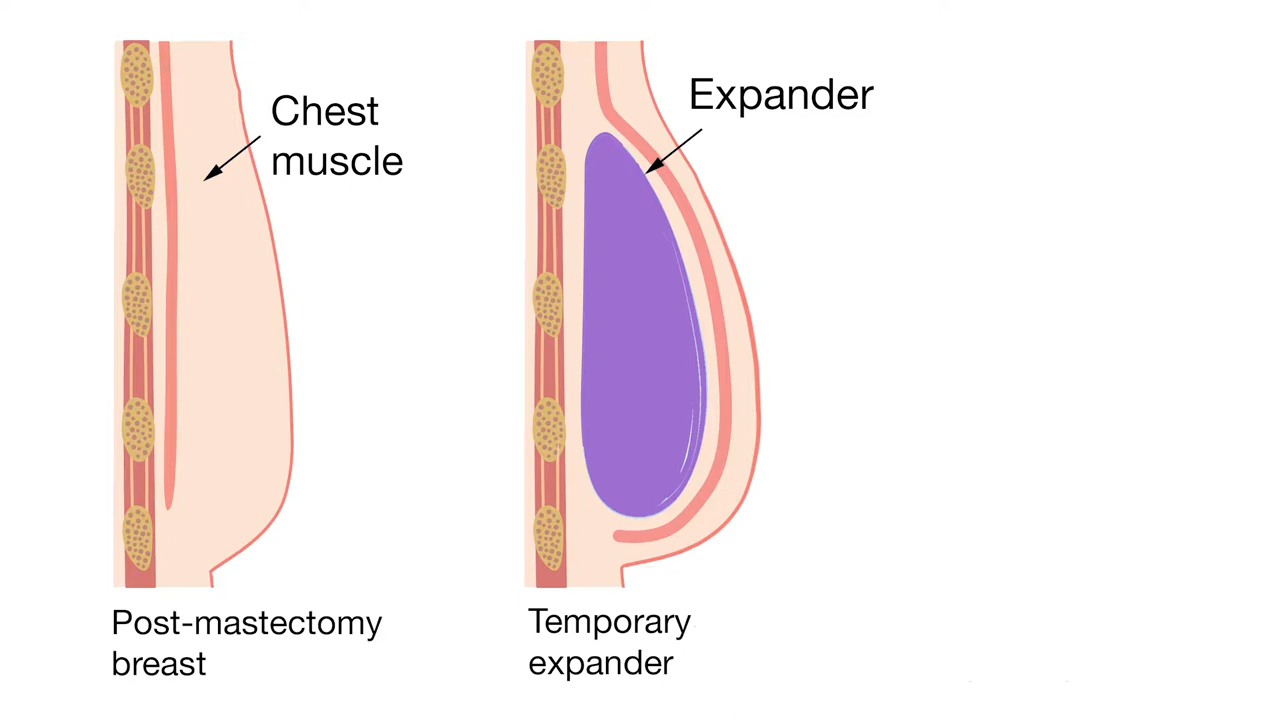 Chest
muscle
Expander
Post-mastectomy
breast
Temporary
expander